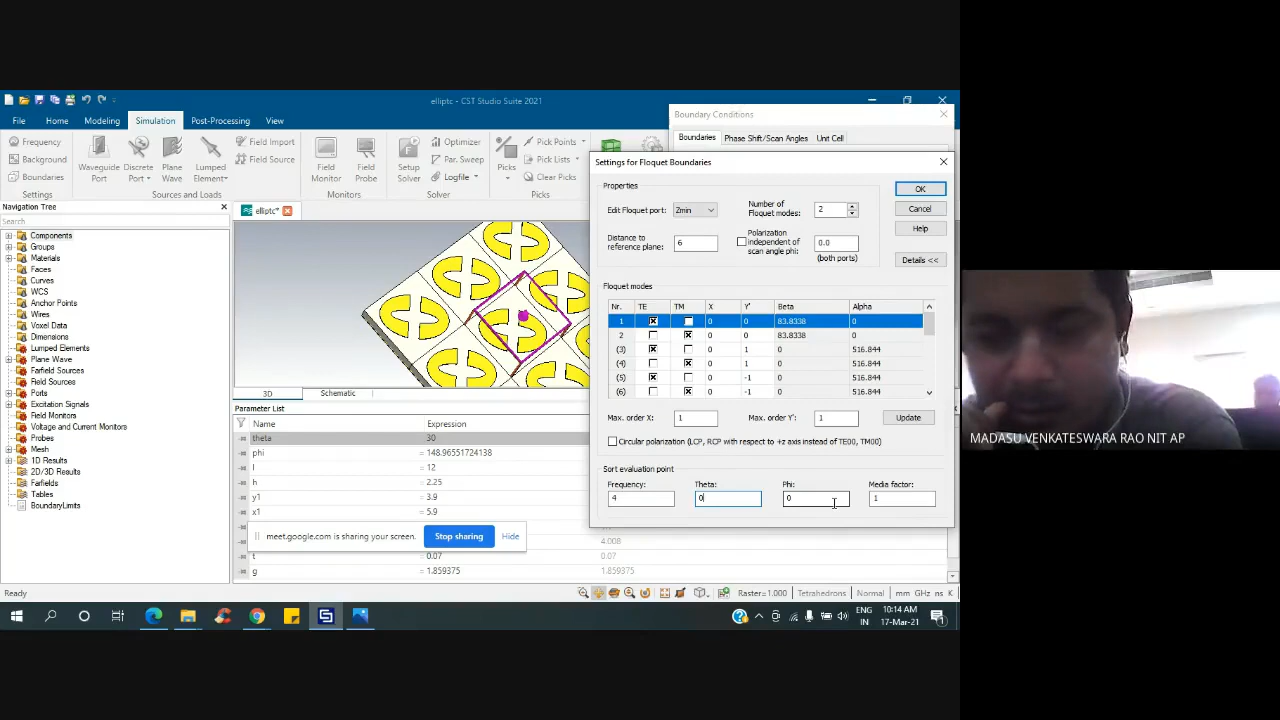 elliptc - CST Studio Suite 2021
File Home Modeling Simulation Post-Processing View
Frequency
Background
Boundaries
Settings
Waveguide Port
Discrete Port
Plane Wave
Lumped Element
Sources and Loads
Field Import
Field Source
Field Monitor
Field Probe
Monitors
Setup Solver
Optimizer
Par. Sweep
Logfile
Solver
Picks
Pick Points
Pick Lists
Clear Picks
Picks
Navigation Tree
Search
Components
Groups
Materials
Faces
Curves
WCS
Anchor Points
Wires
Voxel Data
Dimensions
Lumped Elements
Plane Wave
Farfield Sources
Field Sources
Ports
Excitation Signals
Field Monitors
Voltage and Current Monitors
Probes
Mesh
1D Results
2D/3D Results
Farfields
Tables
BoundaryLimits
elliptc*
3D Schematic
Parameter List
Name Expression
theta 30
phi = 148.96551724138
l = 12
h = 2.25
y1 = 3.9
x1 = 5.9
4.008
t = 0.07 0.07
g = 1.859375 1.859375
meet.google.com is sharing your screen. Stop sharing Hide
Boundary Conditions
Boundaries Phase Shift/Scan Angles Unit Cell
Settings for Floquet Boundaries
Properties
Edit Floquet port: Zmin
Number of Floquet modes: 2
Distance to reference plane: 6
Polarization independent of scan angle phi: 0.0
(both ports)
OK
Cancel
Help
Details <<
Floquet modes
Nr. TE TM X Y' Beta Alpha
1 0 0 83.8338 0
2 0 0 83.8338 0
(3) 0 1 0 516.844
(4) 0 1 0 516.844
(5) 0 -1 0 516.844
(6) 0 -1 0 516.844
Max. order X: 1 Max. order Y': 1 Update
Circular polarization (LCP, RCP with respect to +z axis instead of TE00, TM00)
Sort evaluation point
Frequency: Theta: Phi: Media factor:
4 0 0 1
Ready
Raster=1.000 Tetrahedrons Normal mm GHz ns K
ENG
IN
10:14 AM
17-Mar-21
MADASU VENKATESWARA RAO NIT AP